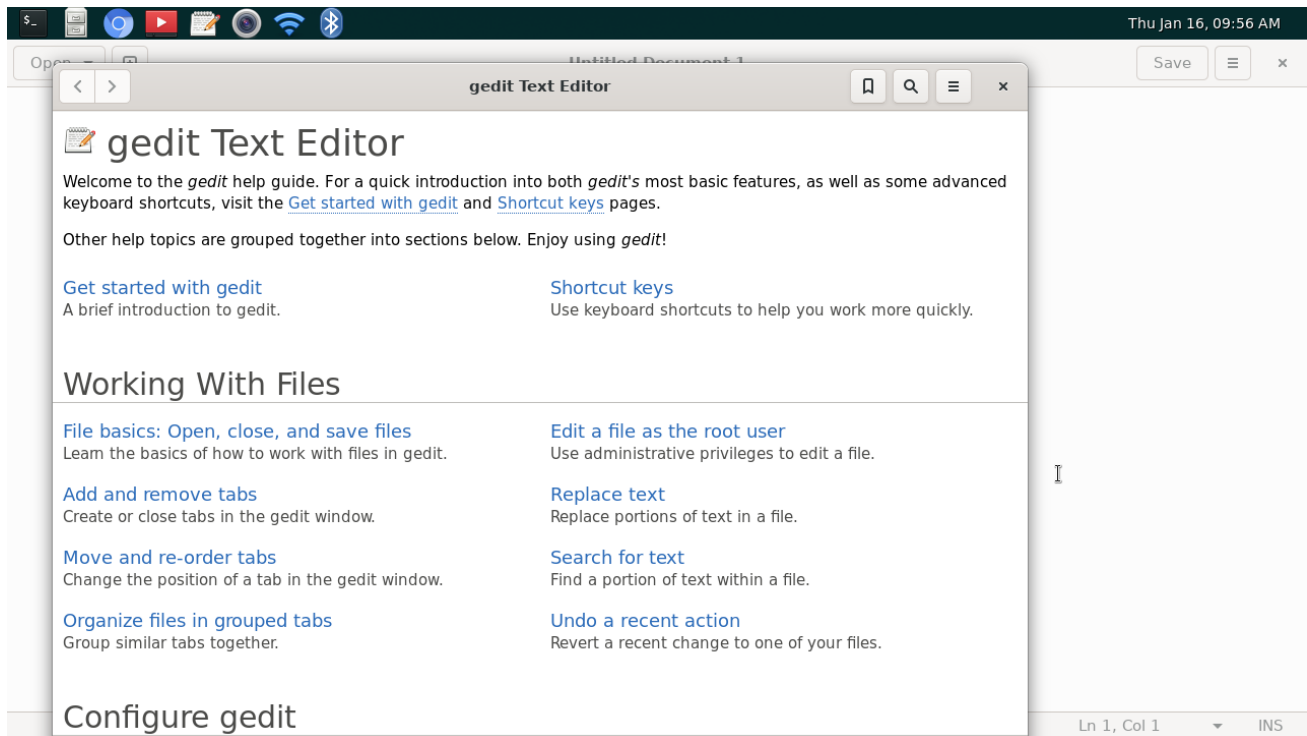 Thu Jan 16, 09:56 AM
Open
Untitled Document 1
Save
gedit Text Editor
gedit Text Editor
Welcome to the gedit help guide. For a quick introduction into both gedit's most basic features, as well as some advanced
keyboard shortcuts, visit the Get started with gedit and Shortcut keys pages.
Other help topics are grouped together into sections below. Enjoy using gedit!
Get started with gedit
A brief introduction to gedit.
Shortcut keys
Use keyboard shortcuts to help you work more quickly.
Working With Files
File basics: Open, close, and save files
Learn the basics of how to work with files in gedit.
Edit a file as the root user
Use administrative privileges to edit a file.
Add and remove tabs
Create or close tabs in the gedit window.
Replace text
Replace portions of text in a file.
Move and re-order tabs
Change the position of a tab in the gedit window.
Search for text
Find a portion of text within a file.
Organize files in grouped tabs
Group similar tabs together.
Undo a recent action
Revert a recent change to one of your files.
Configure gedit
Ln 1, Col 1
INS